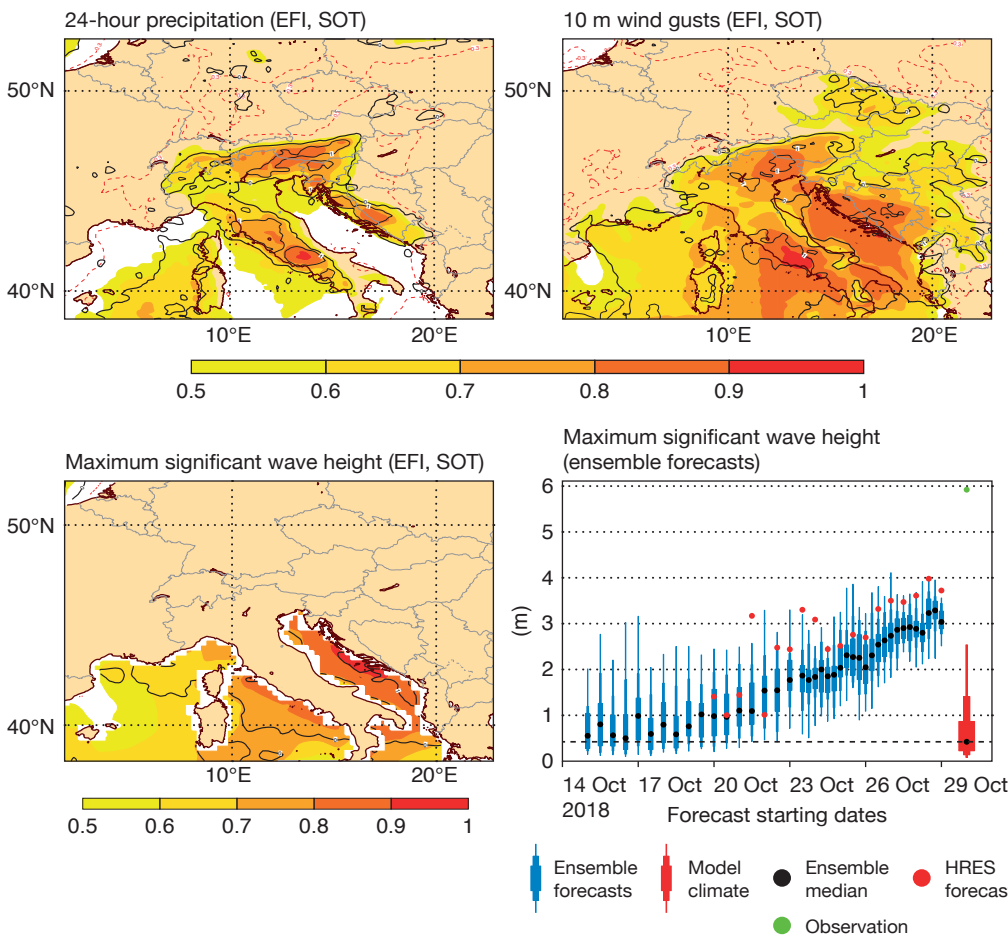 24-hour precipitation (EFI, SOT)
10 m wind gusts (EFI, SOT)
50°N
40°N
10°E
20°E
50°N
40°N
10°E
20°E
0.5 0.6 0.7 0.8 0.9 1
Maximum significant wave height (EFI, SOT)
50°N
40°N
10°E
20°E
0.5 0.6 0.7 0.8 0.9 1
Maximum significant wave height
(ensemble forecasts)
6
5
4
3
2
1
0
(m)
14 Oct 17 Oct 20 Oct 23 Oct 26 Oct 29 Oct
2018
Forecast starting dates
Ensemble
forecasts
Model
climate
Ensemble
median
HRES
forecas
Observation